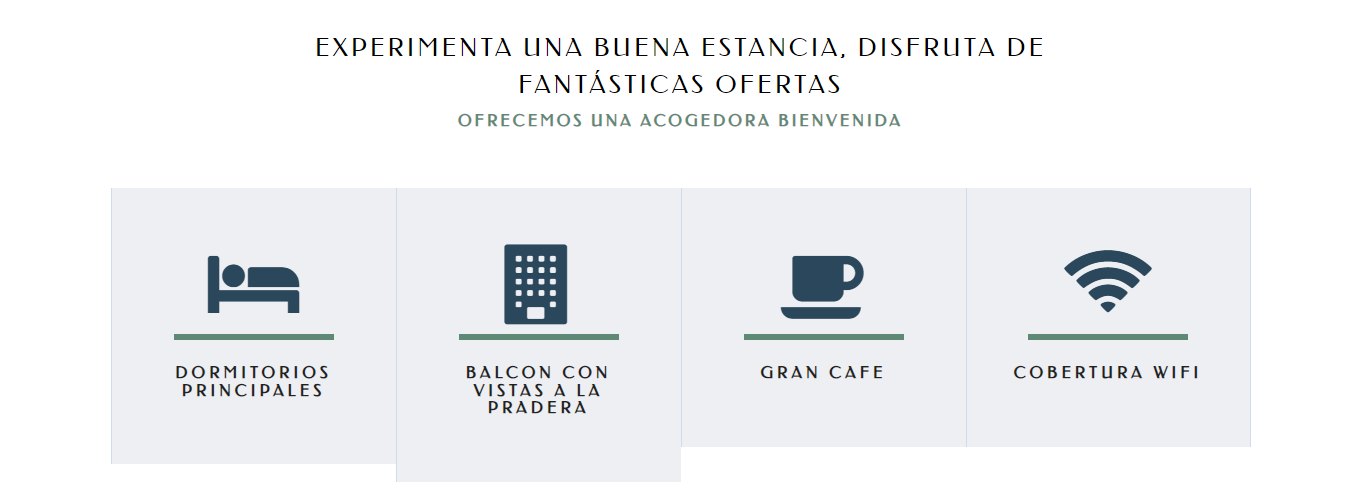 EXPERIMENTA UNA BUENA ESTANCIA, DISFRUTA DE
FANTÁSTICAS OFERTAS
OFRECEMOS UNA ACOGEDORA BIENVENIDA
DORMITORIOS
PRINCIPALES
BALCON CON
VISTAS A LA
PRADERA
GRAN CAFE
COBERTURA WIFI